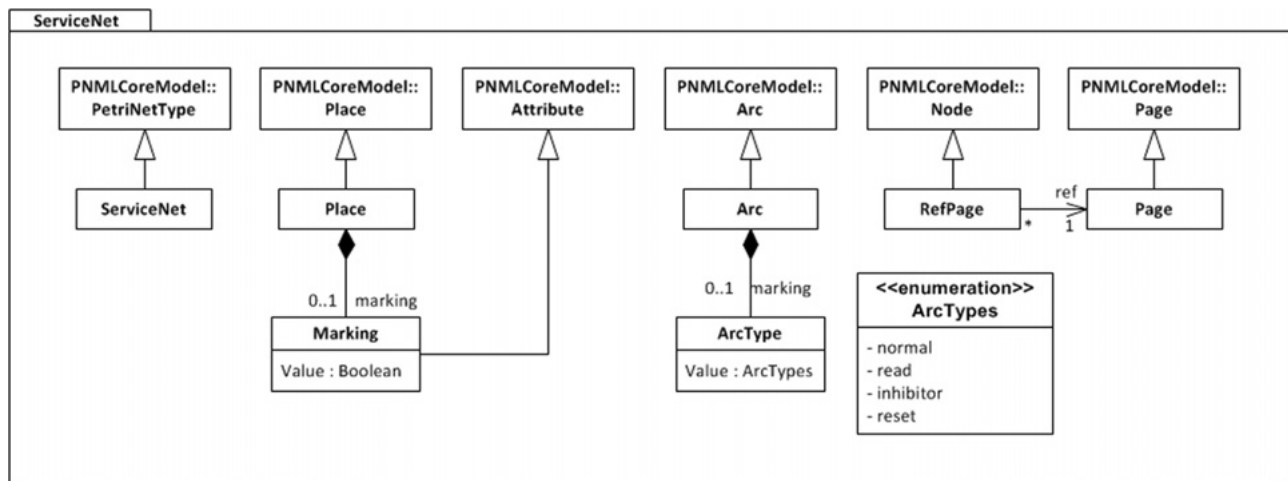 ServiceNet
PNMLCoreModel::
PetriNetType
PNMLCoreModel::
Place
PNMLCoreModel::
Attribute
PNMLCoreModel::
Arc
PNMLCoreModel::
Node
PNMLCoreModel::
Page
ServiceNet
Place
Arc
RefPage
ref
*
1
Page
0..1 marking
0..1 marking
Marking
Value : Boolean
ArcType
Value : ArcTypes
<<enumeration>>
ArcTypes
- normal
- read
- inhibitor
- reset